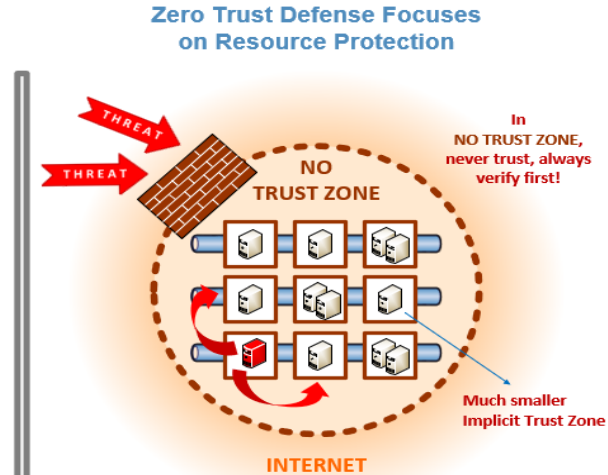 Zero Trust Defense Focuses
on Resource Protection
THREAT
THREAT
In
NO TRUST ZONE,
never trust, always
verify first!
NO
TRUST ZONE
Much smaller
Implicit Trust Zone
INTERNET